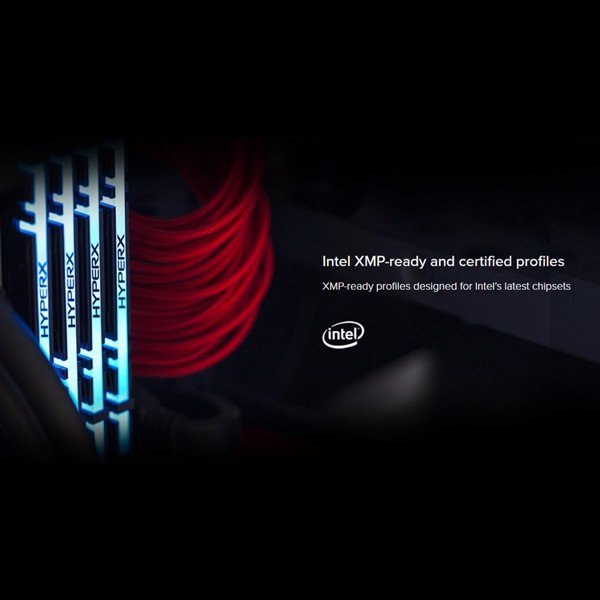 HYPERX
HYPERX
HYPERX
HYPERX
Intel XMP-ready and certified profiles
XMP-ready profiles designed for Intel's latest chipsets
intel